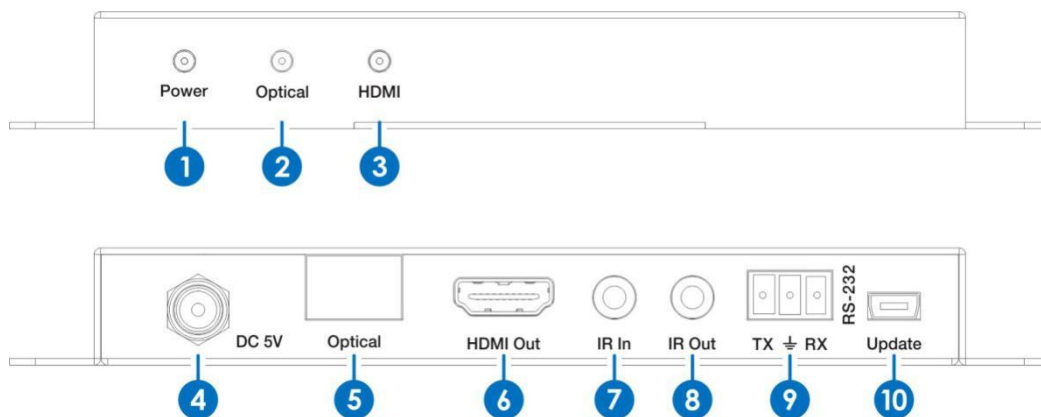 Power Optical HDMI
1 2 3
RS-232
DC 5V Optical HDMI Out IR In IR Out TX ⏚ RX Update
4 5 6 7 8 9 10